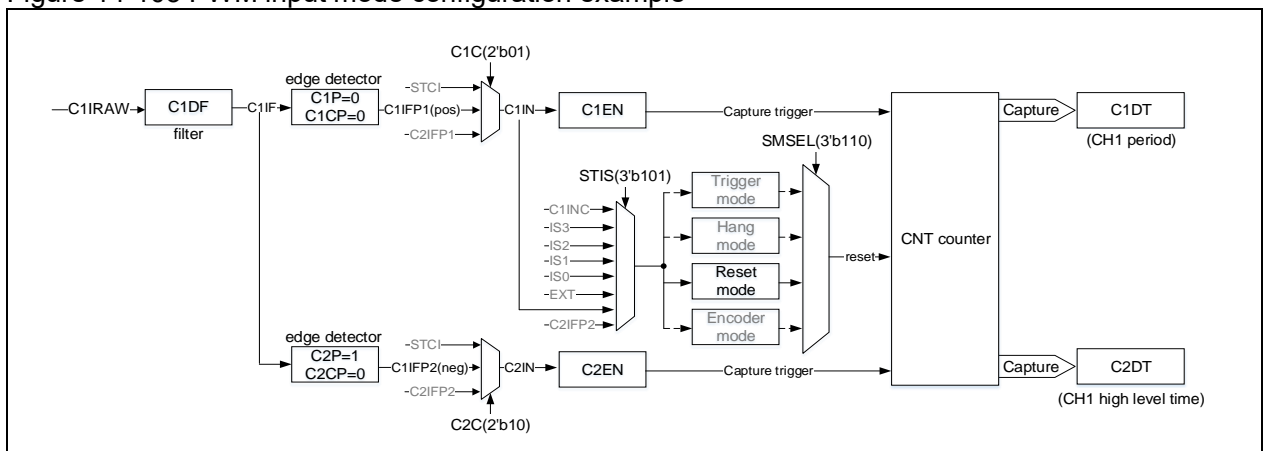 Figure 14-105 PWM input mode configuration example
C1C(2'b01)
edge detector
STCI
C1IRAW
C1DF
C1IF
C1P=0
C1CP=0
C1IFP1(pos)
C1IN
C1EN
Capture trigger
Capture
C1DT
filter
C2IFP1
(CH1 period)
SMSEL(3'b110)
STIS(3'b101)
Trigger
mode
C1INC
IS3
Hang
mode
IS2
CNT counter
IS1
reset
IS0
Reset
mode
EXT
C2IFP2
Encoder
mode
edge detector
STCI
C2P=1
C2CP=0
C1IFP2(neg)
C2IN
C2EN
Capture trigger
Capture
C2DT
C2IFP2
(CH1 high level time)
C2C(2'b10)